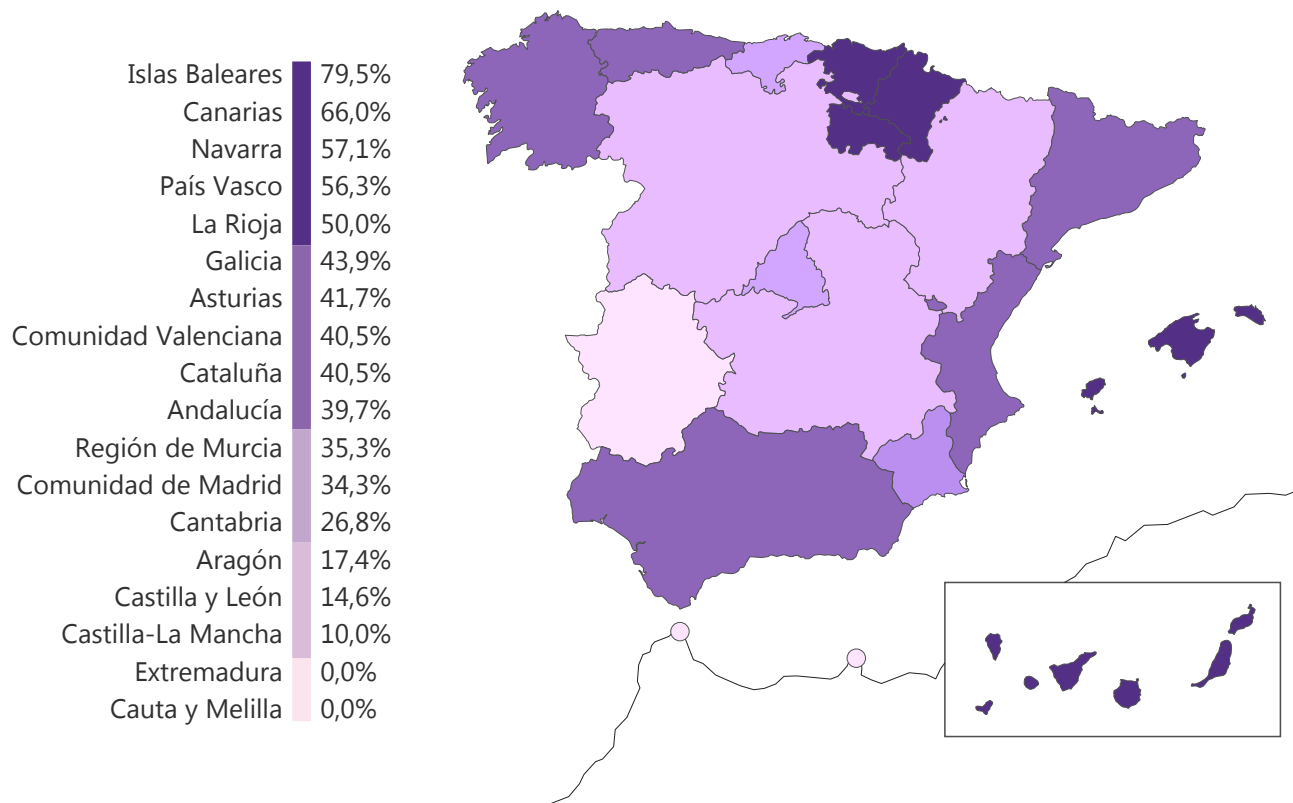 Islas Baleares 79,5%
Canarias 66,0%
Navarra 57,1%
País Vasco 56,3%
La Rioja 50,0%
Galicia 43,9%
Asturias 41,7%
Comunidad Valenciana 40,5%
Cataluña 40,5%
Andalucía 39,7%
Región de Murcia 35,3%
Comunidad de Madrid 34,3%
Cantabria 26,8%
Aragón 17,4%
Castilla y León 14,6%
Castilla-La Mancha 10,0%
Extremadura 0,0%
Cauta y Melilla 0,0%